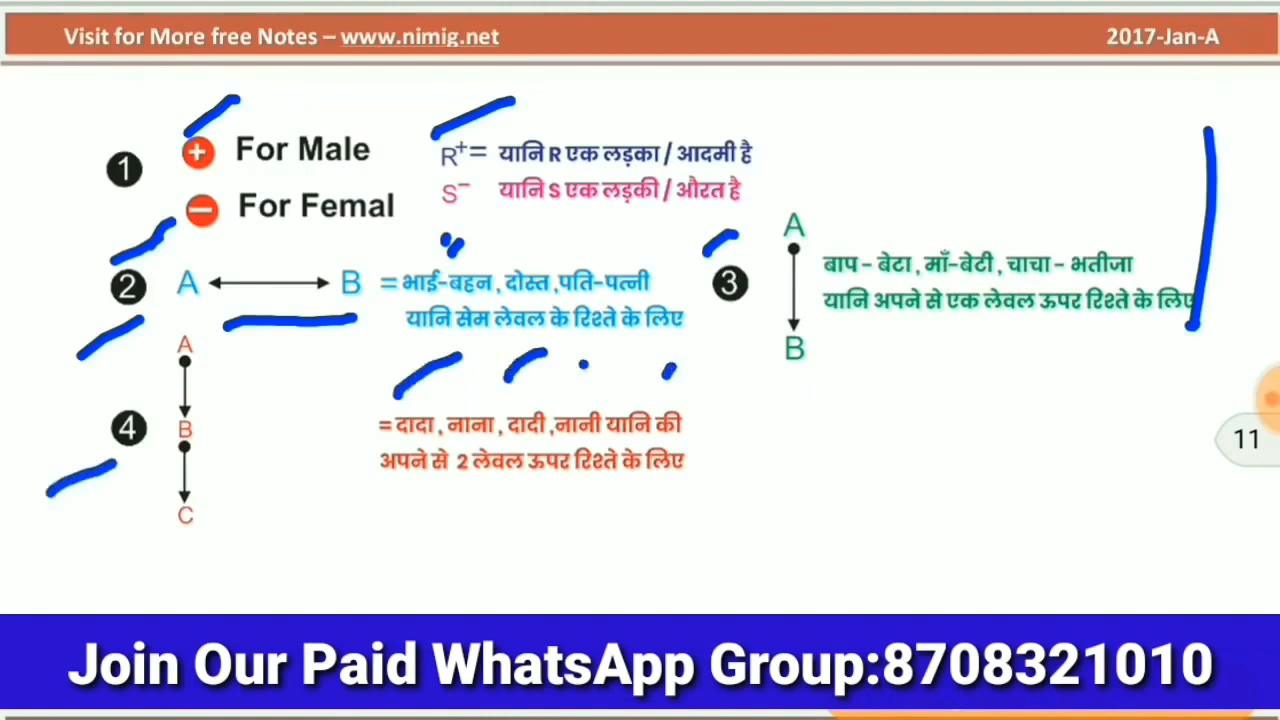 Visit for More free Notes – www.nimig.net
2017-Jan-A
1
+ For Male
− For Femal
R⁺= यानि R एक लड़का / आदमी है
S⁻ यानि S एक लड़की / औरत है
2
A B = भाई-बहन , दोस्त ,पति-पत्नी
यानि सेम लेवल के रिश्ते के लिए
3
A
B
बाप - बेटा , माँ-बेटी , चाचा - भतीजा
यानि अपने से एक लेवल ऊपर रिश्ते के लिए
4
A
B
C
= दादा , नाना , दादी ,नानी यानि की
अपने से 2 लेवल ऊपर रिश्ते के लिए
11
Join Our Paid WhatsApp Group:8708321010